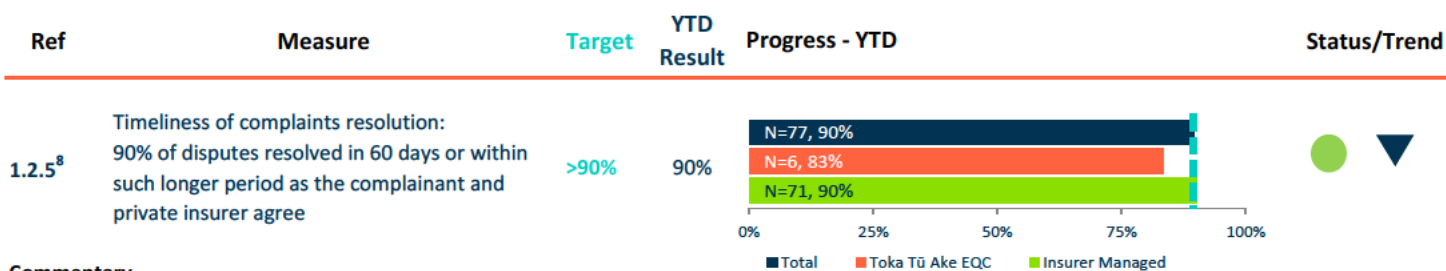 Ref Measure Target YTD Result Progress - YTD Status/Trend
1.2.5⁸
Timeliness of complaints resolution:
90% of disputes resolved in 60 days or within
such longer period as the complainant and
private insurer agree
>90%
90%
N=77, 90%
N=6, 83%
N=71, 90%
0% 25% 50% 75% 100%
Total Toka Tū Ake EQC Insurer Managed
Commentary